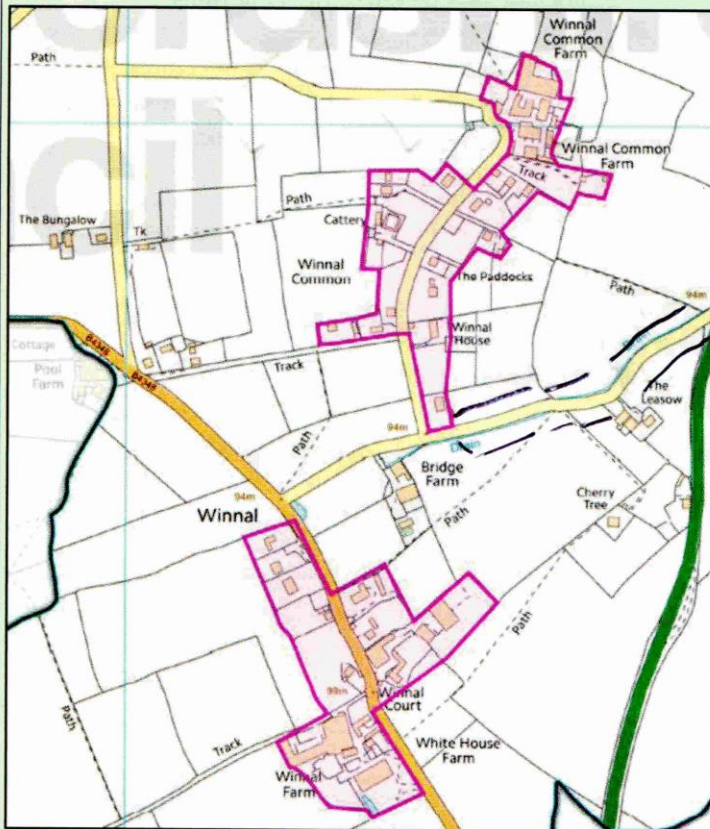 Winnal
Common
Farm
Path
Winnal Common
Farm
Track
Path
The Bungalow
Tk
Cattery
Winnal
Common
The Paddocks
Path
94m
Drain
Winnal
House
Cottage
Pool
Farm
B4348
B4348
Track
The
Leasow
94m
Path
Drain
Bridge
Farm
94m
Winnal
Path
Cherry
Tree
Path
99m
Winnal
Court
Path
Track
White House
Farm
Winnal
Farm
cil